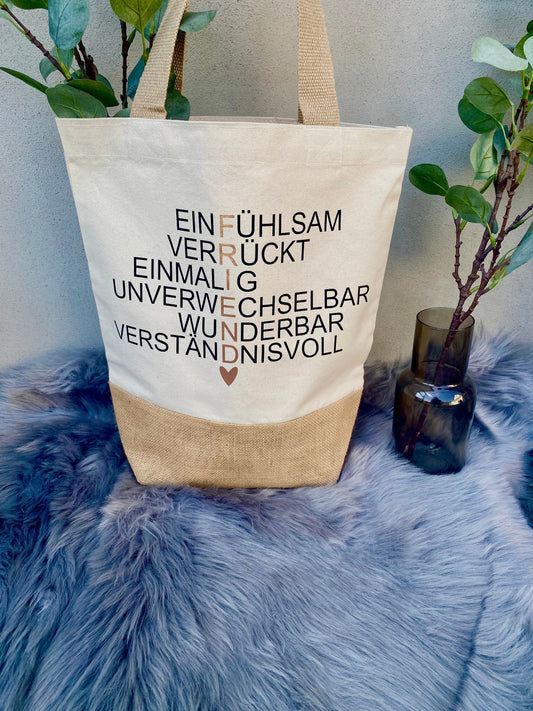 EINFÜHLSAM
VERRÜCKT
EINMALIG
UNVERWECHSELBAR
WUNDERBAR
VERSTÄNDNISVOLL